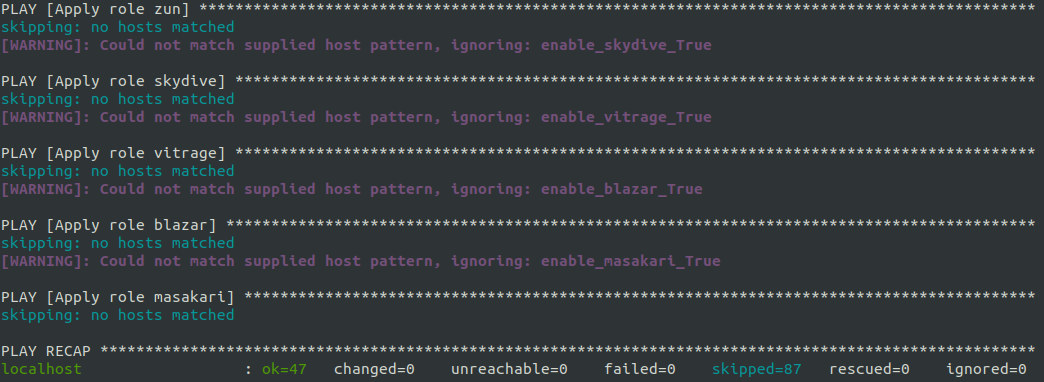 PLAY [Apply role zun] *********************************************************************************************
skipping: no hosts matched
[WARNING]: Could not match supplied host pattern, ignoring: enable_skydive_True
PLAY [Apply role skydive] *****************************************************************************************
skipping: no hosts matched
[WARNING]: Could not match supplied host pattern, ignoring: enable_vitrage_True
PLAY [Apply role vitrage] *****************************************************************************************
skipping: no hosts matched
[WARNING]: Could not match supplied host pattern, ignoring: enable_blazar_True
PLAY [Apply role blazar] ******************************************************************************************
skipping: no hosts matched
[WARNING]: Could not match supplied host pattern, ignoring: enable_masakari_True
PLAY [Apply role masakari] ****************************************************************************************
skipping: no hosts matched
PLAY RECAP ********************************************************************************************************
localhost                  : ok=47   changed=0    unreachable=0    failed=0    skipped=87   rescued=0    ignored=0